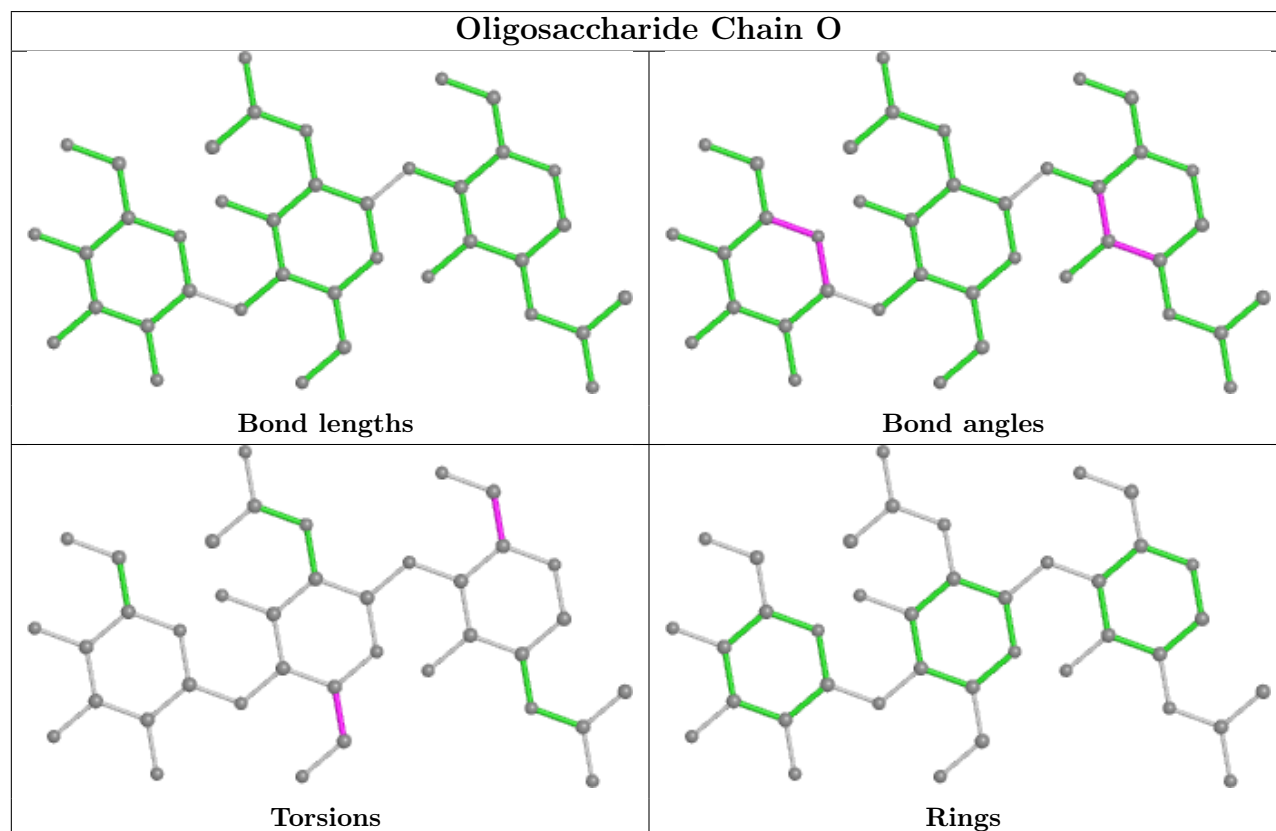 Oligosaccharide Chain O
Bond lengths
Bond angles
Torsions
Rings